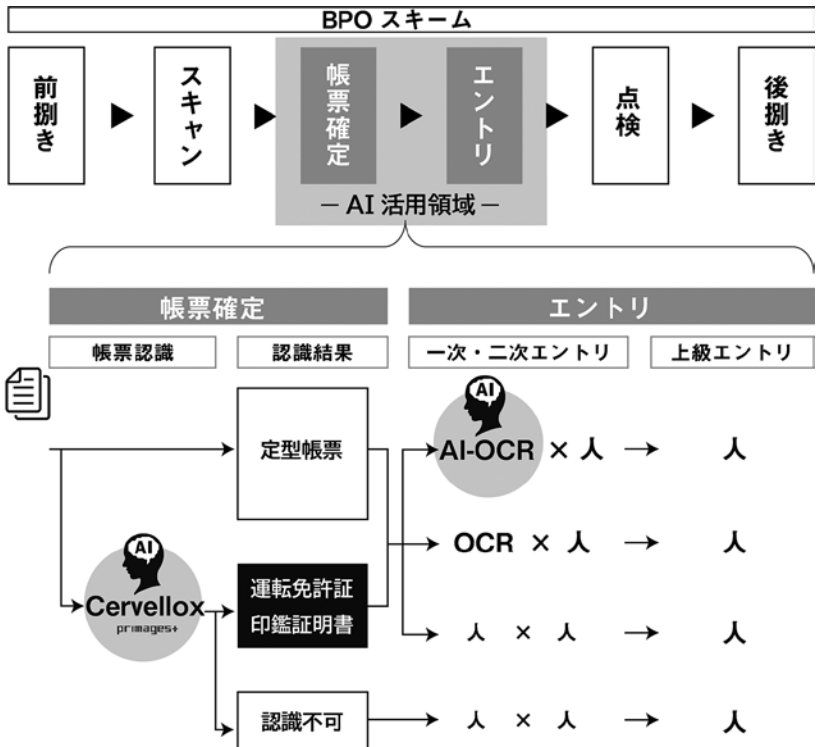 BPO スキーム
前捌き
スキャン
帳票確定
エントリ
点検
後捌き
― AI 活用領域 ―
帳票確定
エントリ
帳票認識
認識結果
一次・二次エントリ
上級エントリ
定型帳票
AI
AI-OCR × 人
人
OCR × 人
人
AI
Cervellox
primages+
運転免許証
印鑑証明書
人 × 人
人
認識不可
人 × 人
人